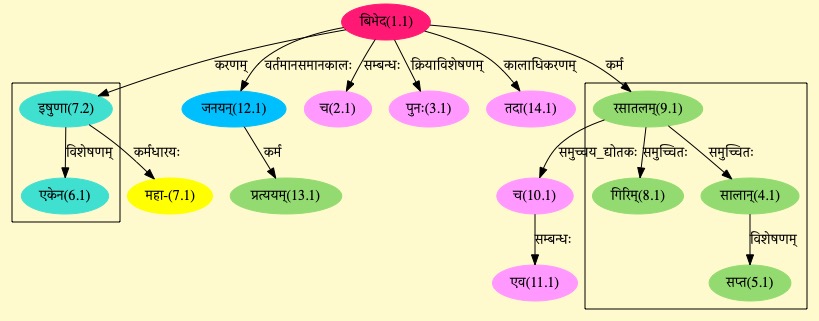 बिभेद(1.1)
करणम् वर्तमानसमानकालः सम्बन्धः क्रियाविशेषणम् कालाधिकरणम् कर्म
इषुणा(7.2) जनयन्(12.1) च(2.1) पुनः(3.1) तदा(14.1) रसातलम्(9.1)
विशेषणम् कर्मधारयः कर्म समुच्चय_द्योतकः समुच्चितः समुच्चितः
एकेन(6.1) महा-(7.1) प्रत्ययम्(13.1) च(10.1) गिरिम्(8.1) सालान्(4.1)
सम्बन्धः विशेषणम्
एव(11.1) सप्त(5.1)